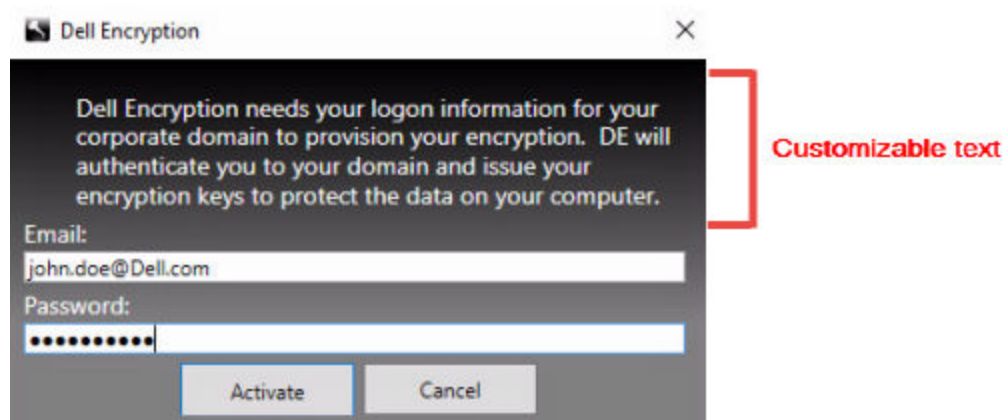 Dell Encryption
Dell Encryption needs your logon information for your
corporate domain to provision your encryption.  DE will
authenticate you to your domain and issue your
encryption keys to protect the data on your computer.
Customizable text
Email:
john.doe@Dell.com
Password:
●●●●●●●●●●
Activate
Cancel